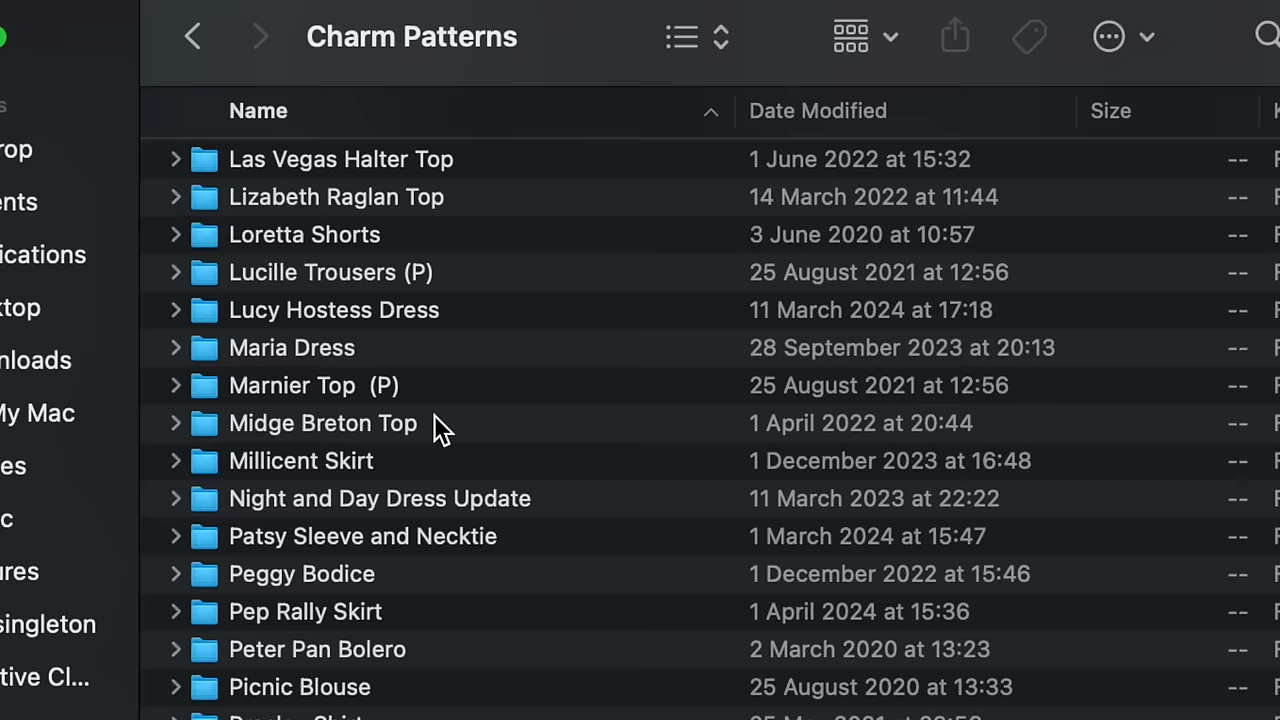 Charm Patterns
Name Date Modified Size
Las Vegas Halter Top 1 June 2022 at 15:32 --
rop
Lizabeth Raglan Top 14 March 2022 at 11:44 --
ents
Loretta Shorts 3 June 2020 at 10:57 --
ications
Lucille Trousers (P) 25 August 2021 at 12:56 --
ktop
Lucy Hostess Dress 11 March 2024 at 17:18 --
nloads
Maria Dress 28 September 2023 at 20:13 --
Marnier Top (P) 25 August 2021 at 12:56 --
My Mac
Midge Breton Top 1 April 2022 at 20:44 --
es
Millicent Skirt 1 December 2023 at 16:48 --
Night and Day Dress Update 11 March 2023 at 22:22 --
c
Patsy Sleeve and Necktie 1 March 2024 at 15:47 --
ures
Peggy Bodice 1 December 2022 at 15:46 --
Pep Rally Skirt 1 April 2024 at 15:36 --
singleton
Peter Pan Bolero 2 March 2020 at 13:23 --
tive Cl...
Picnic Blouse 25 August 2020 at 13:33 --